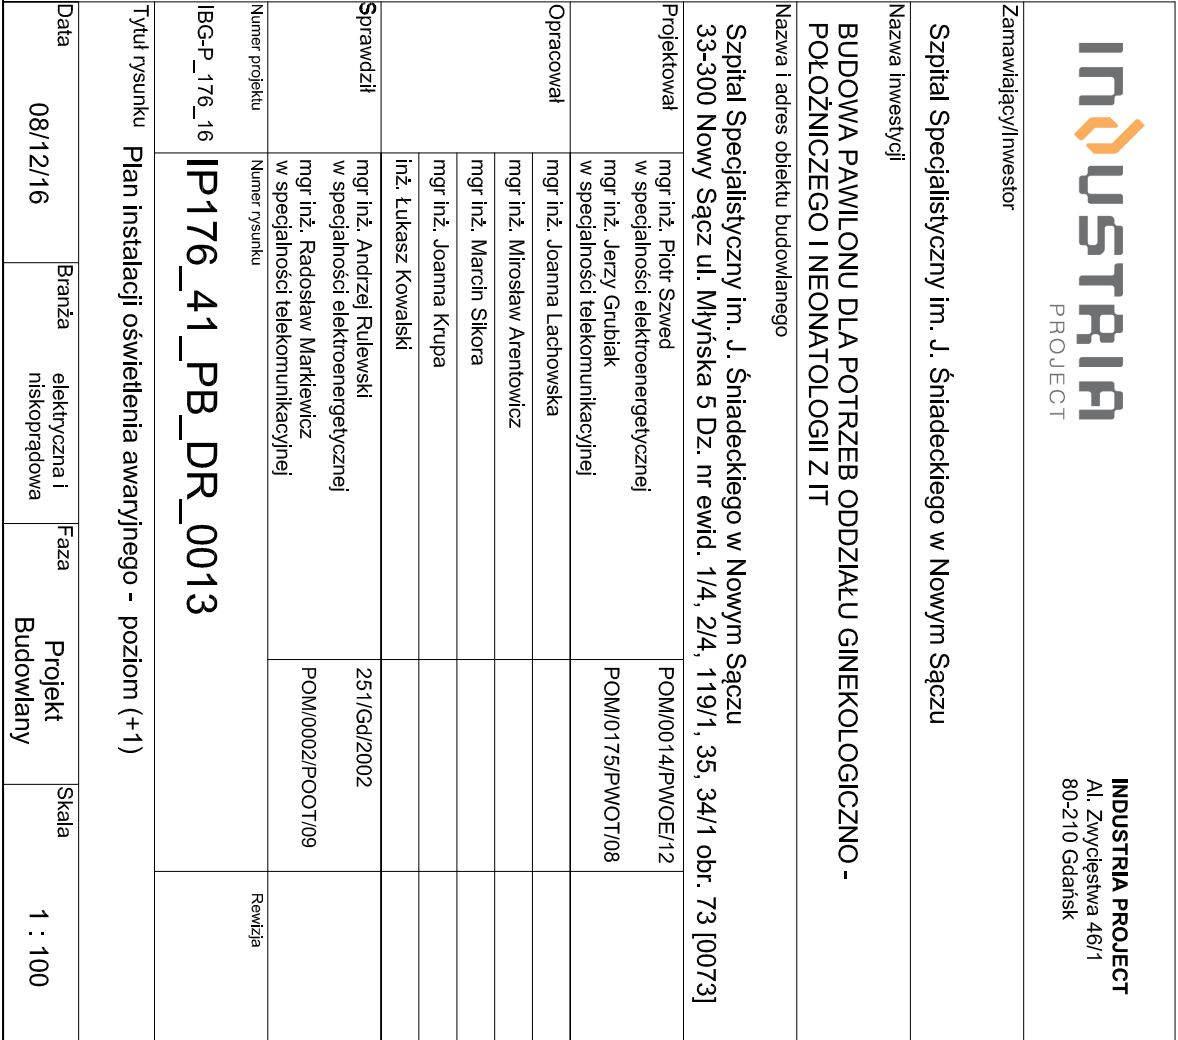 INDUSTRIA
PROJECT
INDUSTRIA PROJECT
Al. Zwycięstwa 46/1
80-210 Gdańsk
Zamawiający/Inwestor
Szpital Specjalistyczny im. J. Śniadeckiego w Nowym Sączu
Nazwa inwestycji
BUDOWA PAWILONU DLA POTRZEB ODDZIAŁU GINEKOLOGICZNO -
POŁOŻNICZEGO I NEONATOLOGII Z IT
Nazwa i adres obiektu budowlanego
Szpital Specjalistyczny im. J. Śniadeckiego w Nowym Sączu
33-300 Nowy Sącz ul. Młyńska 5 Dz. nr ewid. 1/4, 2/4, 119/1, 35, 34/1 obr. 73 [0073]
Projektował
mgr inż. Piotr Szwed
w specjalności elektroenergetycznej
POM/0014/PWOE/12
mgr inż. Jerzy Grubiak
w specjalności telekomunikacyjnej
POM/0175/PWOT/08
Opracował
mgr inż. Joanna Lachowska
mgr inż. Mirosław Arentowicz
mgr inż. Marcin Sikora
mgr inż. Joanna Krupa
inż. Łukasz Kowalski
Sprawdził
mgr inż. Andrzej Rulewski
w specjalności elektroenergetycznej
251/Gd/2002
mgr inż. Radosław Markiewicz
w specjalności telekomunikacyjnej
POM/0002/POOT/09
Numer projektu
IBG-P_176_16
Numer rysunku
IP176_41_PB_DR_0013
Rewizja
Tytuł rysunku
Plan instalacji oświetlenia awaryjnego - poziom (+1)
Data
08/12/16
Branża
elektryczna i
niskoprądowa
Faza
Projekt
Budowlany
Skala
1 : 100